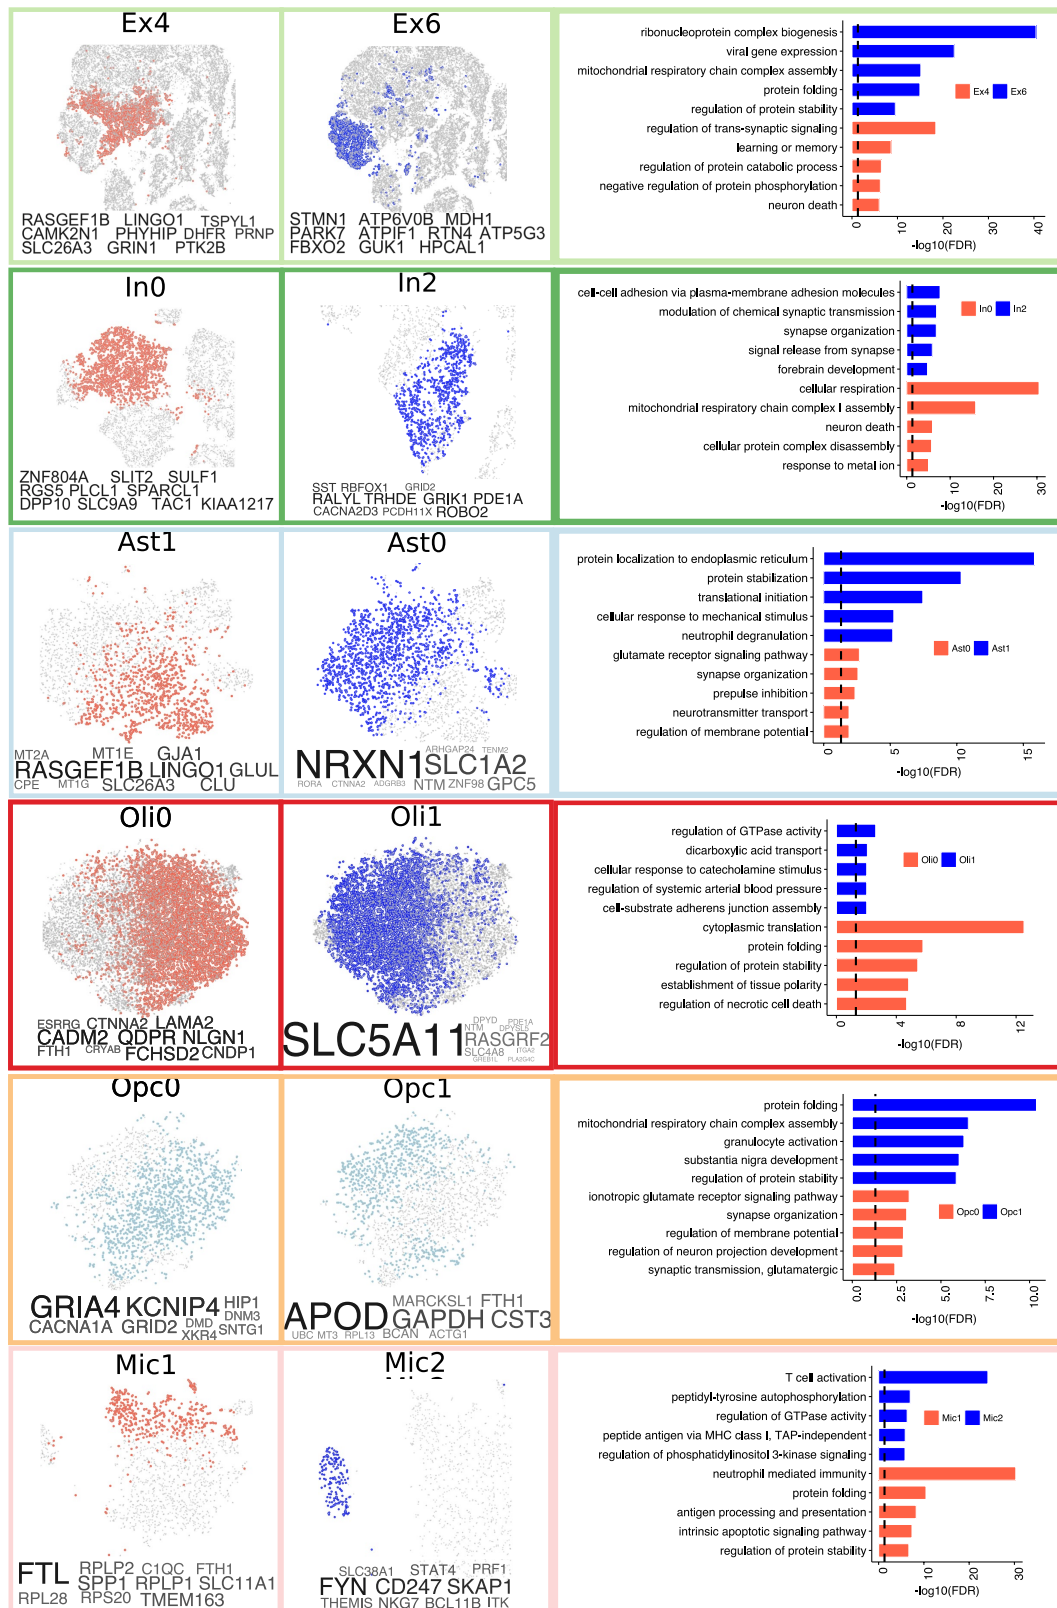 Ex4
RASGEF1B LINGO1 TSPYL1
CAMK2N1 PHYHIP DHFR PRNP
SLC26A3 GRIN1 PTK2B
Ex6
STMN1 ATP6V0B MDH1
PARK7 ATPIF1 RTN4 ATP5G3
FBXO2 GUK1 HPCAL1
ribonucleoprotein complex biogenesis
viral gene expression
mitochondrial respiratory chain complex assembly
protein folding
regulation of protein stability
regulation of trans-synaptic signaling
learning or memory
regulation of protein catabolic process
negative regulation of protein phosphorylation
neuron death
Ex4 Ex6
0 10 20 30 40
-log10(FDR)
In0
ZNF804A SLIT2 SULF1
RGS5 PLCL1 SPARCL1
DPP10 SLC9A9 TAC1 KIAA1217
In2
SST RBFOX1 GRID2
RALYL TRHDE GRIK1 PDE1A
CACNA2D3 PCDH11X ROBO2
cell-cell adhesion via plasma-membrane adhesion molecules
modulation of chemical synaptic transmission
synapse organization
signal release from synapse
forebrain development
cellular respiration
mitochondrial respiratory chain complex I assembly
neuron death
cellular protein complex disassembly
response to metal ion
In0 In2
0 10 20 30
-log10(FDR)
Ast1
MT2A MT1E GJA1
RASGEF1B LINGO1 GLUL
CPE MT1G SLC26A3 CLU
Ast0
ARHGAP24 TENM2
NRXN1 SLC1A2
RORA CTNNA2 ADGRB3 NTM ZNF98 GPC5
protein localization to endoplasmic reticulum
protein stabilization
translational initiation
cellular response to mechanical stimulus
neutrophil degranulation
glutamate receptor signaling pathway
synapse organization
prepulse inhibition
neurotransmitter transport
regulation of membrane potential
Ast0 Ast1
0 5 10 15
-log10(FDR)
Oli0
ESRRG CTNNA2 LAMA2
CADM2 QDPR NLGN1
FTH1 CRYAB FCHSD2 CNDP1
Oli1
SLC5A11
DPYD PDE1A
NTM DPYSL5
RASGRF2
SLC4A8 ITGA2
GREB1L PLA2G4C
regulation of GTPase activity
dicarboxylic acid transport
cellular response to catecholamine stimulus
regulation of systemic arterial blood pressure
cell-substrate adherens junction assembly
cytoplasmic translation
protein folding
regulation of protein stability
establishment of tissue polarity
regulation of necrotic cell death
Oli0 Oli1
0 4 8 12
-log10(FDR)
Opc0
GRIA4 KCNIP4 HIP1
DNM3
CACNA1A GRID2 DMD SNTG1
XKR4
Opc1
MARCKSL1 FTH1
APOD GAPDH CST3
UBC MT3 RPL13 BCAN ACTG1
protein folding
mitochondrial respiratory chain complex assembly
granulocyte activation
substantia nigra development
regulation of protein stability
ionotropic glutamate receptor signaling pathway
synapse organization
regulation of membrane potential
regulation of neuron projection development
synaptic transmission, glutamatergic
Opc0 Opc1
0.0 2.5 5.0 7.5 10.0
-log10(FDR)
Mic1
FTL RPLP2 C1QC FTH1
SPP1 RPLP1 SLC11A1
RPL28 RPS20 TMEM163
Mic2
SLC38A1 STAT4 PRF1
FYN CD247 SKAP1
THEMIS NKG7 BCL11B ITK
T cell activation
peptidyl-tyrosine autophosphorylation
regulation of GTPase activity
peptide antigen via MHC class I, TAP-independent
regulation of phosphatidylinositol 3-kinase signaling
neutrophil mediated immunity
protein folding
antigen processing and presentation
intrinsic apoptotic signaling pathway
regulation of protein stability
Mic1 Mic2
0 10 20 30
-log10(FDR)